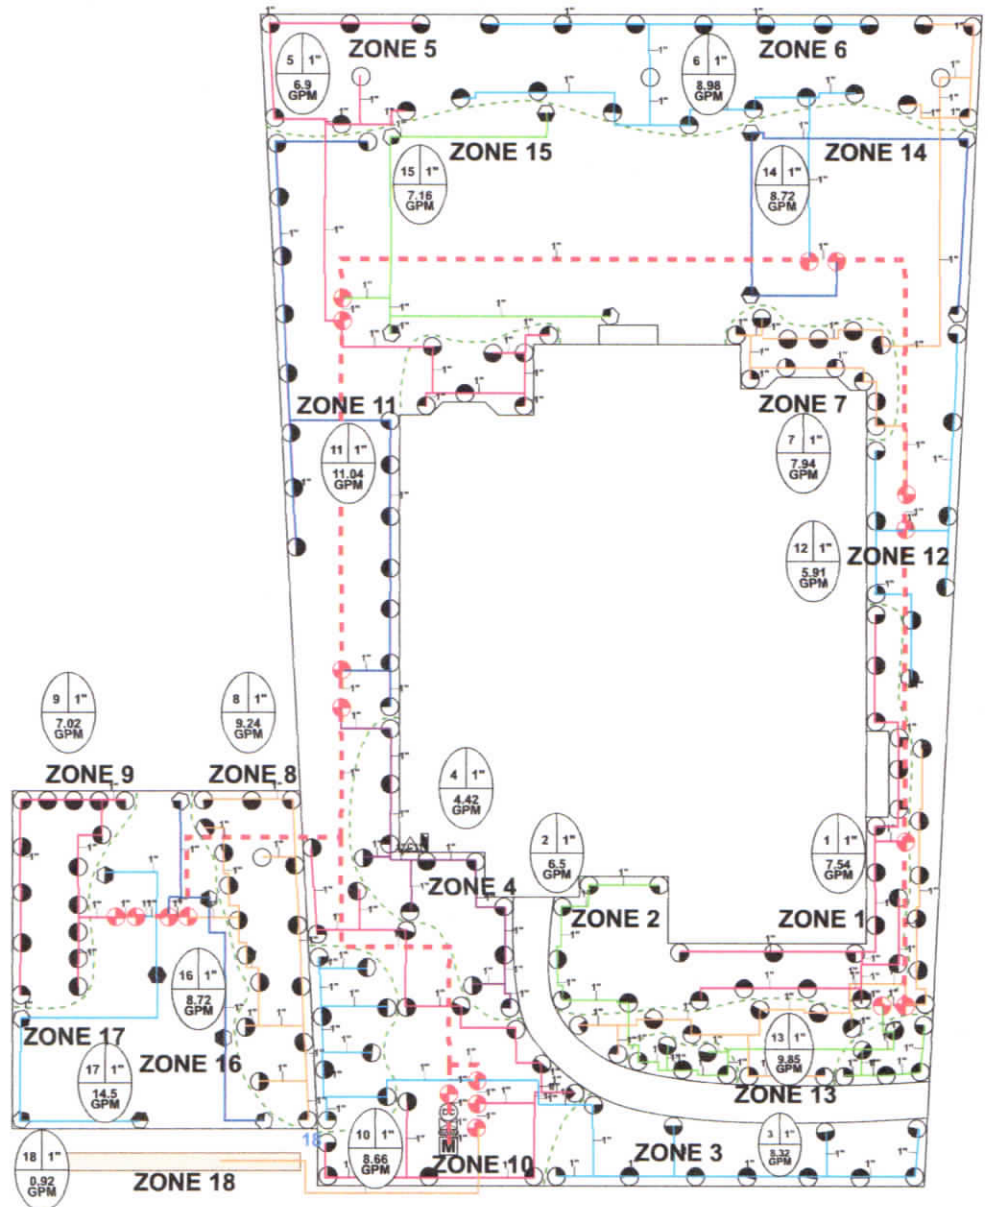 ZONE 5
ZONE 6
5 1"
6.9
GPM
6 1"
8.98
GPM
ZONE 15
ZONE 14
15 1"
7.16
GPM
14 1"
8.72
GPM
ZONE 11
ZONE 7
11 1"
11.04
GPM
7 1"
7.94
GPM
12 1"
5.91
GPM
ZONE 12
9 1"
7.02
GPM
8 1"
9.24
GPM
ZONE 9
ZONE 8
4 1"
4.42
GPM
2 1"
6.5
GPM
1 1"
7.54
GPM
ZONE 4
ZONE 2
ZONE 1
16 1"
8.72
GPM
ZONE 17
ZONE 16
17 1"
14.5
GPM
13 1"
9.85
GPM
ZONE 13
18
18 1"
0.92
GPM
ZONE 18
10 1"
8.66
GPM
M
ZONE 10
ZONE 3
3 1"
8.32
GPM